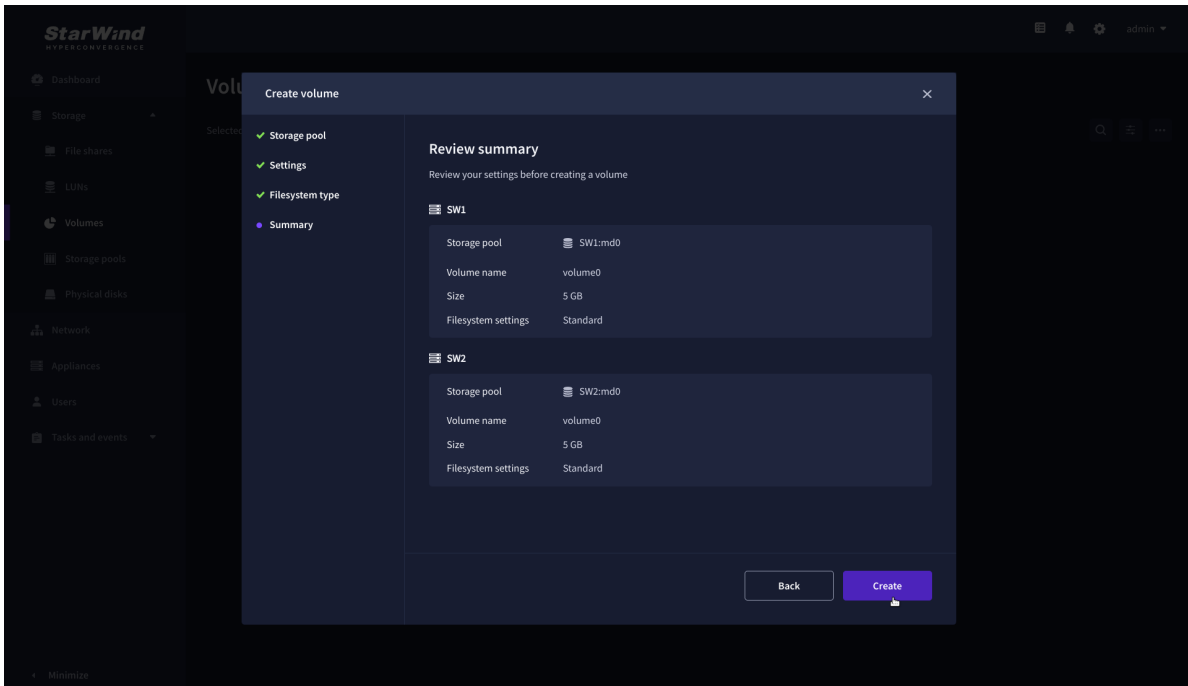 StarWind
HYPERCONVERGENCE
admin
Dashboard
Storage
File shares
LUNs
Volumes
Storage pools
Physical disks
Network
Appliances
Users
Tasks and events
Minimize
Volu
Selected
Create volume
Storage pool
Settings
Filesystem type
Summary
Review summary
Review your settings before creating a volume
SW1
Storage pool SW1:md0
Volume name volume0
Size 5 GB
Filesystem settings Standard
SW2
Storage pool SW2:md0
Volume name volume0
Size 5 GB
Filesystem settings Standard
Back Create